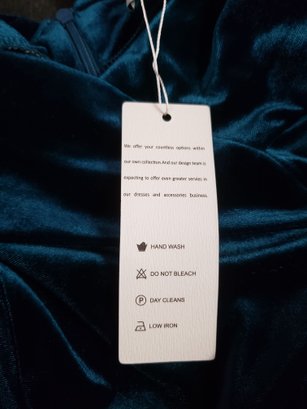 We offer your countless options within
our own collection.And our design team is
expecting to offer even greater servies in
our dresses and accessories business.
HAND WASH
DO NOT BLEACH
P DAY CLEANS
LOW IRON